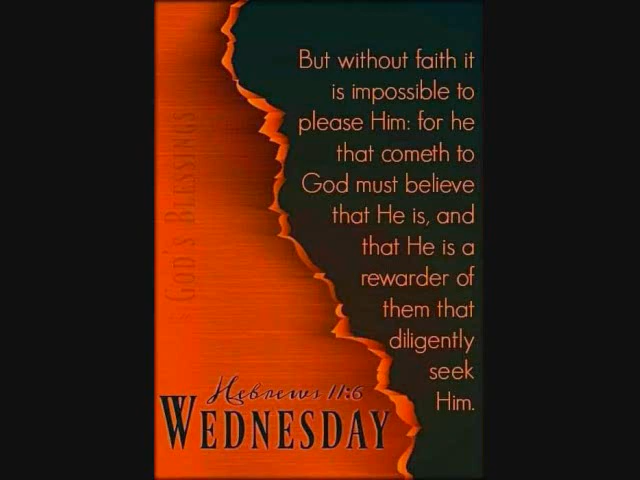 But without faith it
is impossible to
please Him: for he
that cometh to
God must believe
that He is, and
that He is a
rewarder of
them that
diligently
seek
Him.
GOD'S BLESSINGS
Hebrews 11:6
WEDNESDAY